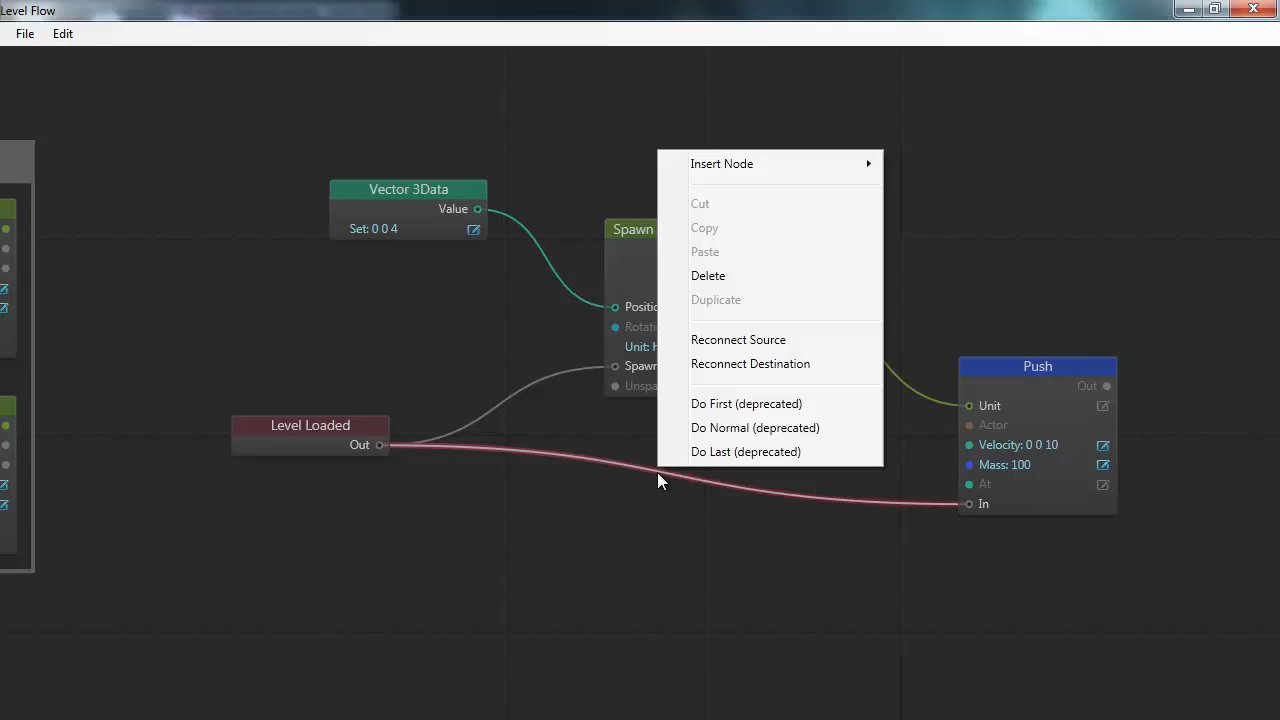 Level Flow
File Edit
Vector 3Data
Value
Set: 0 0 4
Spawn
Unit:
Spawn
Level Loaded
Out
Insert Node
Cut
Copy
Paste
Delete
Duplicate
Reconnect Source
Reconnect Destination
Do First (deprecated)
Do Normal (deprecated)
Do Last (deprecated)
Push
Out
Unit
Actor
Velocity: 0 0 10
Mass: 100
At
In